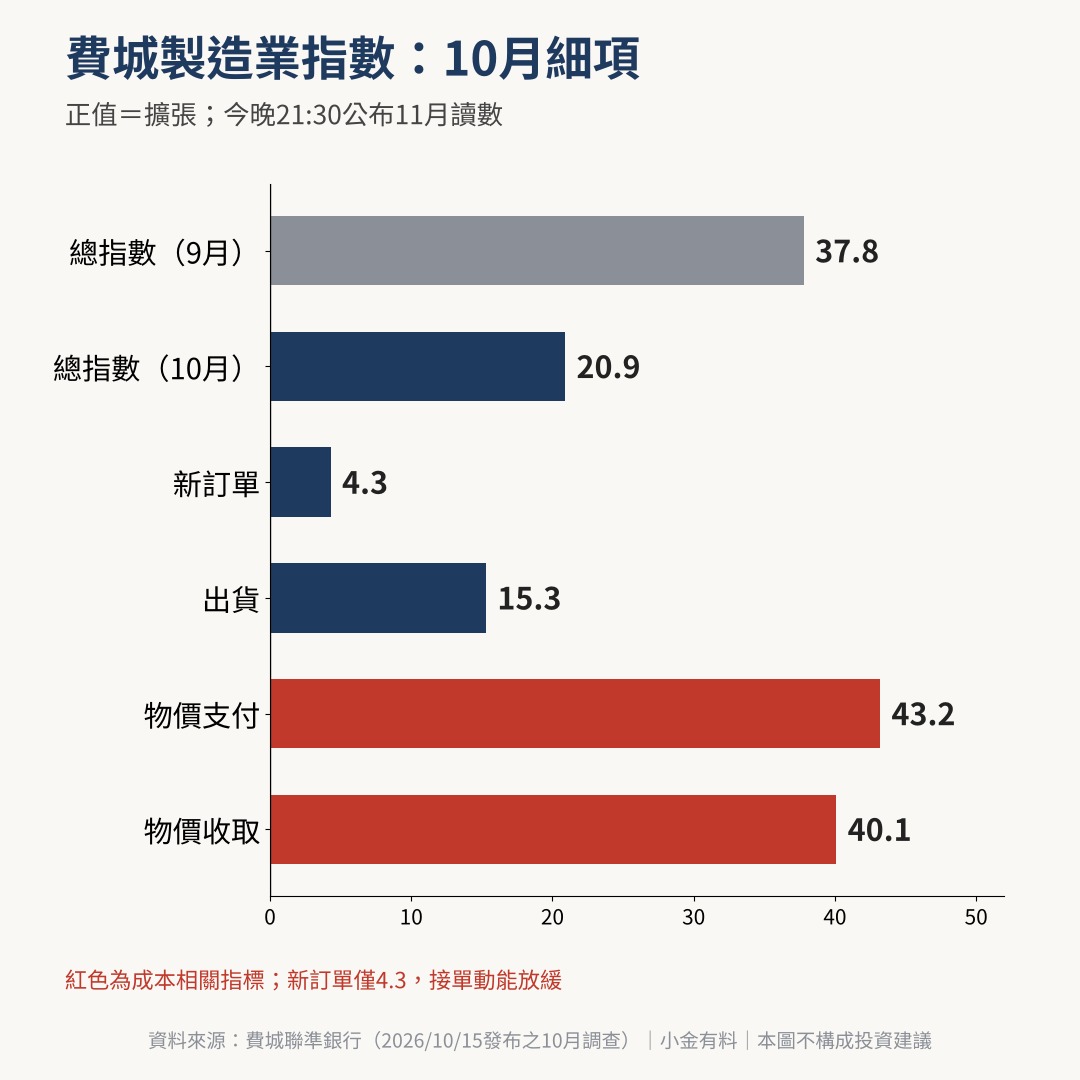 費城製造業指數：10月細項
正值＝擴張；今晚21:30公布11月讀數
總指數（9月） 37.8
總指數（10月） 20.9
新訂單 4.3
出貨 15.3
物價支付 43.2
物價收取 40.1
0 10 20 30 40 50
紅色為成本相關指標；新訂單僅4.3，接單動能放緩
資料來源：費城聯準銀行（2026/10/15發布之10月調查）｜小金有料｜本圖不構成投資建議